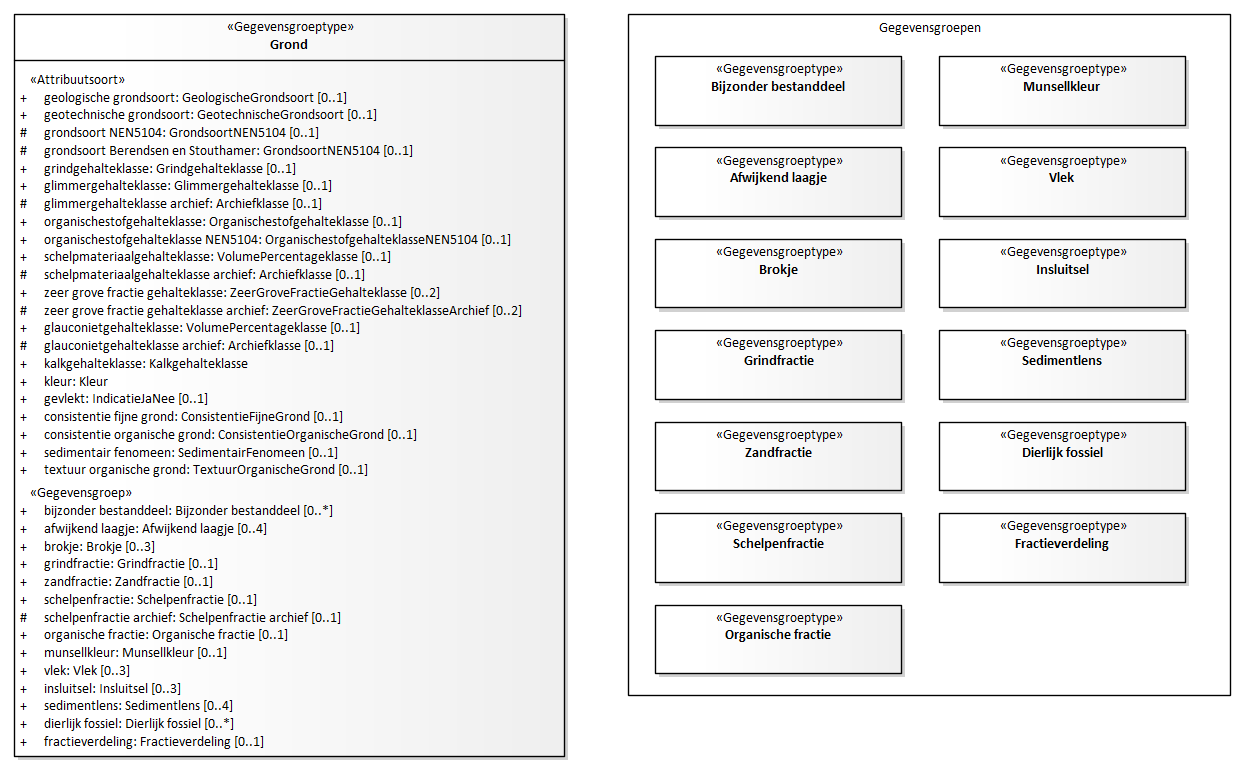 «Gegevensgroeptype»
Grond
«Attribuutsoort»
+ geologische grondsoort: GeologischeGrondsoort [0..1]
+ geotechnische grondsoort: GeotechnischeGrondsoort [0..1]
# grondsoort NEN5104: GrondsoortNEN5104 [0..1]
# grondsoort Berendsen en Stouthamer: GrondsoortNEN5104 [0..1]
+ grindgehalteklasse: Grindgehalteklasse [0..1]
+ glimmergehalteklasse: Glimmergehalteklasse [0..1]
# glimmergehalteklasse archief: Archiefklasse [0..1]
+ organischestofgehalteklasse: Organischestofgehalteklasse [0..1]
+ organischestofgehalteklasse NEN5104: OrganischestofgehalteklasseNEN5104 [0..1]
+ schelpmateriaalgehalteklasse: VolumePercentageklasse [0..1]
# schelpmateriaalgehalteklasse archief: Archiefklasse [0..1]
+ zeer grove fractie gehalteklasse: ZeerGroveFractieGehalteklasse [0..2]
# zeer grove fractie gehalteklasse archief: ZeerGroveFractieGehalteklasseArchief [0..2]
+ glauconietgehalteklasse: VolumePercentageklasse [0..1]
# glauconietgehalteklasse archief: Archiefklasse [0..1]
+ kalkgehalteklasse: Kalkgehalteklasse
+ kleur: Kleur
+ gevlekt: IndicatieJaNee [0..1]
+ consistentie fijne grond: ConsistentieFijneGrond [0..1]
+ consistentie organische grond: ConsistentieOrganischeGrond [0..1]
+ sedimentair fenomeen: SedimentairFenomeen [0..1]
+ textuur organische grond: TextuurOrganischeGrond [0..1]
«Gegevensgroep»
+ bijzonder bestanddeel: Bijzonder bestanddeel [0..*]
+ afwijkend laagje: Afwijkend laagje [0..4]
+ brokje: Brokje [0..3]
+ grindfractie: Grindfractie [0..1]
+ zandfractie: Zandfractie [0..1]
+ schelpenfractie: Schelpenfractie [0..1]
# schelpenfractie archief: Schelpenfractie archief [0..1]
+ organische fractie: Organische fractie [0..1]
+ munsellkleur: Munsellkleur [0..1]
+ vlek: Vlek [0..3]
+ insluitsel: Insluitsel [0..3]
+ sedimentlens: Sedimentlens [0..4]
+ dierlijk fossiel: Dierlijk fossiel [0..*]
+ fractieverdeling: Fractieverdeling [0..1]
Gegevensgroepen
«Gegevensgroeptype»
Bijzonder bestanddeel
«Gegevensgroeptype»
Munsellkleur
«Gegevensgroeptype»
Afwijkend laagje
«Gegevensgroeptype»
Vlek
«Gegevensgroeptype»
Brokje
«Gegevensgroeptype»
Insluitsel
«Gegevensgroeptype»
Grindfractie
«Gegevensgroeptype»
Sedimentlens
«Gegevensgroeptype»
Zandfractie
«Gegevensgroeptype»
Dierlijk fossiel
«Gegevensgroeptype»
Schelpenfractie
«Gegevensgroeptype»
Fractieverdeling
«Gegevensgroeptype»
Organische fractie